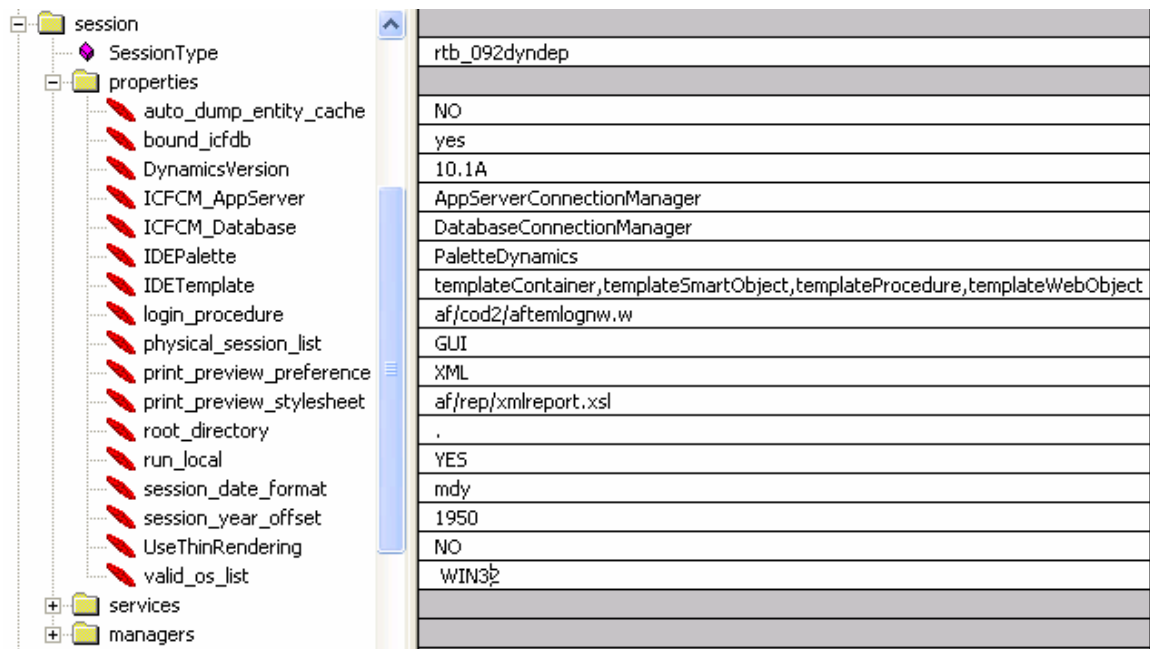 session
SessionType rtb_092dyndep
properties
auto_dump_entity_cache NO
bound_icfdb yes
DynamicsVersion 10.1A
ICFCM_AppServer AppServerConnectionManager
ICFCM_Database DatabaseConnectionManager
IDEPalette PaletteDynamics
IDETemplate templateContainer,templateSmartObject,templateProcedure,templateWebObject
login_procedure af/cod2/aftemlognw.w
physical_session_list GUI
print_preview_preference XML
print_preview_stylesheet af/rep/xmlreport.xsl
root_directory .
run_local YES
session_date_format mdy
session_year_offset 1950
UseThinRendering NO
valid_os_list WIN32
services
managers